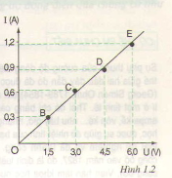 I (A)
1,2
0,9
0,6
0,3
O
B
C
D
E
1,5
3,0
4,5
6,0
U (V)
Hình 1.2